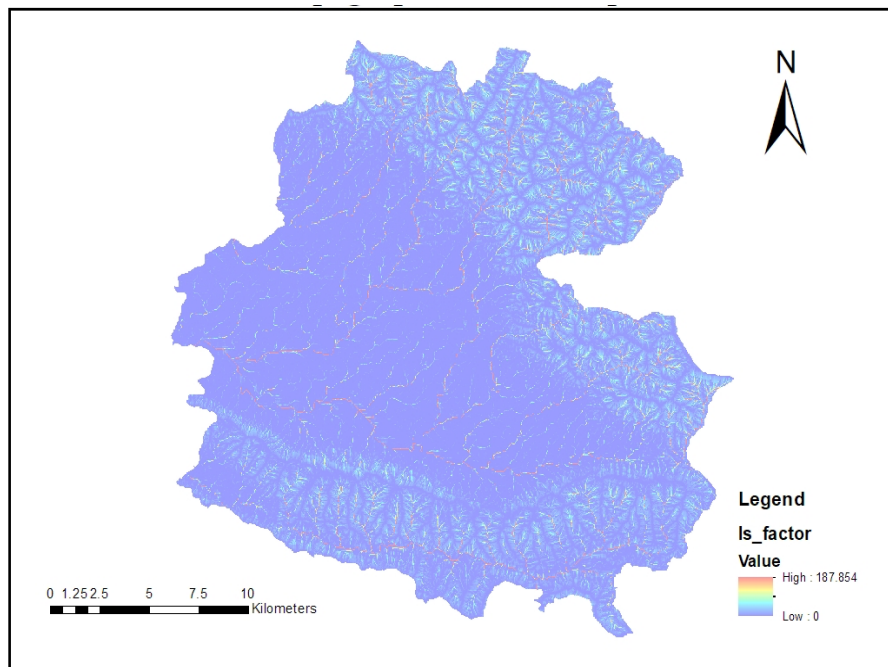 N
Legend
ls_factor
Value
High : 187.854
Low : 0
0 1.25 2.5 5 7.5 10
Kilometers